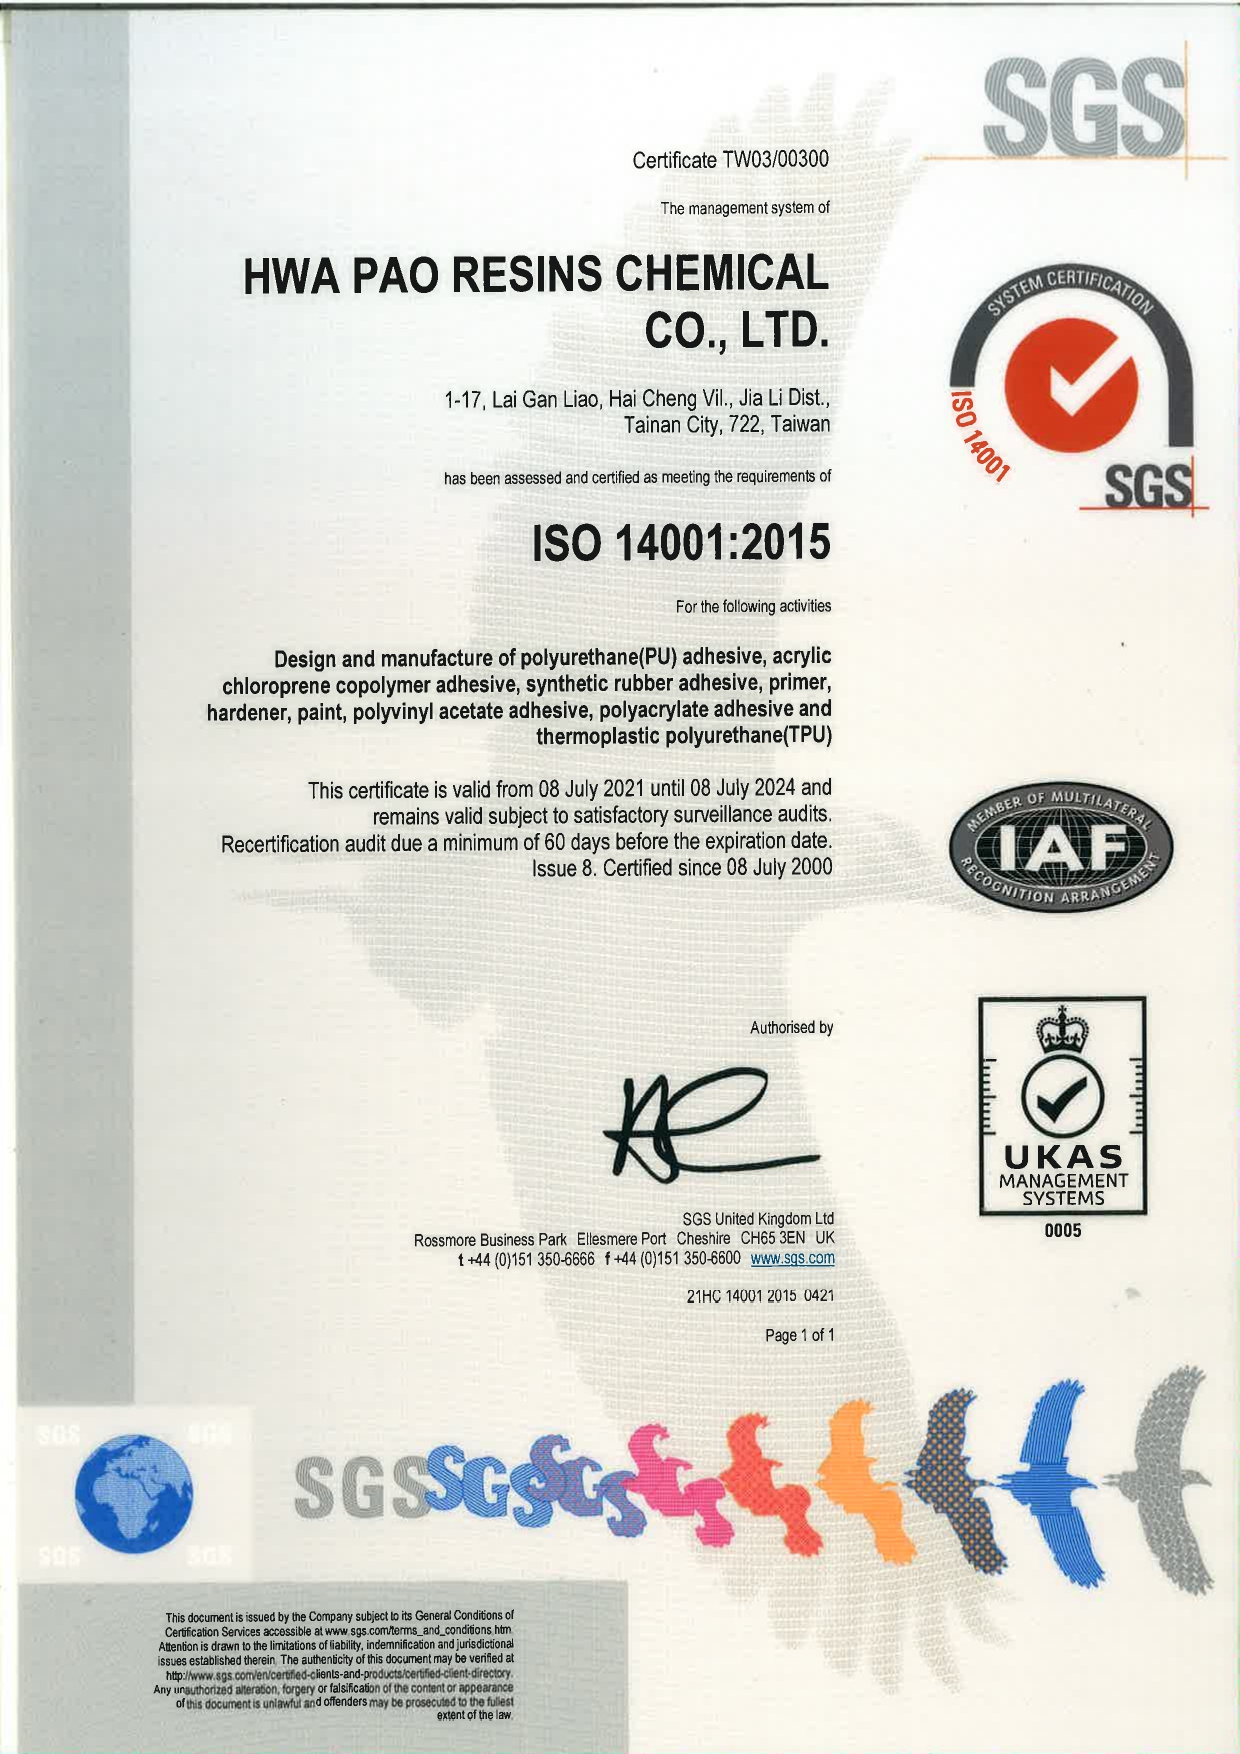 SGS
Certificate TW03/00300
The management system of
HWA PAO RESINS CHEMICAL
CO., LTD.
1-17, Lai Gan Liao, Hai Cheng Vil., Jia Li Dist.,
Tainan City, 722, Taiwan
has been assessed and certified as meeting the requirements of
ISO 14001:2015
For the following activities
Design and manufacture of polyurethane(PU) adhesive, acrylic
chloroprene copolymer adhesive, synthetic rubber adhesive, primer,
hardener, paint, polyvinyl acetate adhesive, polyacrylate adhesive and
thermoplastic polyurethane(TPU)
This certificate is valid from 08 July 2021 until 08 July 2024 and
remains valid subject to satisfactory surveillance audits.
Recertification audit due a minimum of 60 days before the expiration date.
Issue 8. Certified since 08 July 2000
Authorised by
SGS United Kingdom Ltd
Rossmore Business Park Ellesmere Port Cheshire CH65 3EN UK
t +44 (0)151 350-6666 f +44 (0)151 350-6600 www.sgs.com
21HC 14001 2015 0421
Page 1 of 1
SYSTEM CERTIFICATION
ISO 14001
SGS
MEMBER OF MULTILATERAL
IAF
RECOGNITION ARRANGEMENT
UKAS
MANAGEMENT
SYSTEMS
0005
SGS SGS
SGS SGS
SGS SGS SGS
This document is issued by the Company subject to its General Conditions of
Certification Services accessible at www.sgs.com/terms_and_conditions.htm.
Attention is drawn to the limitations of liability, indemnification and jurisdictional
issues established therein. The authenticity of this document may be verified at
http://www.sgs.com/en/certified-clients-and-products/certified-client-directory.
Any unauthorized alteration, forgery or falsification of the content or appearance
of this document is unlawful and offenders may be prosecuted to the fullest
extent of the law.